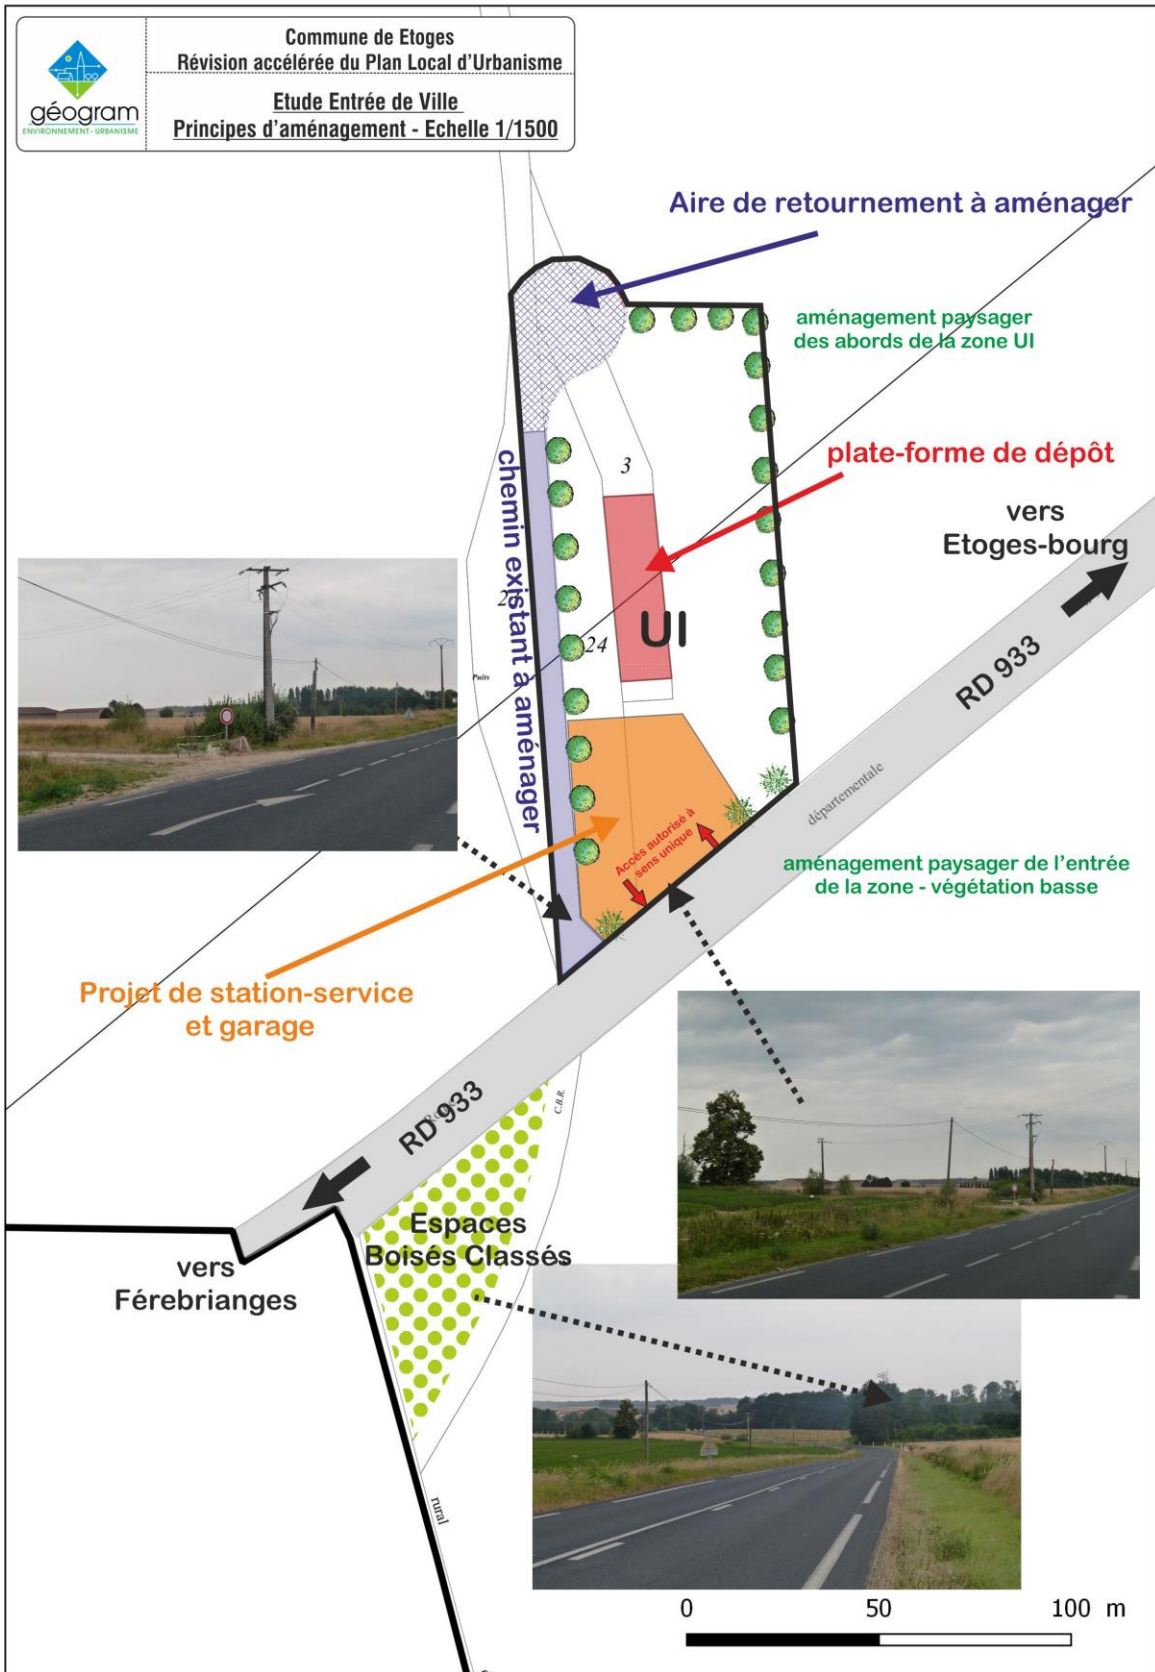 géogram
ENVIRONNEMENT - URBANISME
Commune de Etoges
Révision accélérée du Plan Local d'Urbanisme
Etude Entrée de Ville
Principes d'aménagement - Echelle 1/1500
Aire de retournement à aménager
aménagement paysager
des abords de la zone UI
3
plate-forme de dépôt
vers
Etoges-bourg
chemin existant à aménager
24
UI
Puits
RD 933
départementale
Accès autorisé à
sens unique
aménagement paysager de l'entrée
de la zone - végétation basse
Projet de station-service
et garage
RD 933
C.B.R.
Espaces
Boisés Classés
vers
Férebrianges
rural
0 50 100 m